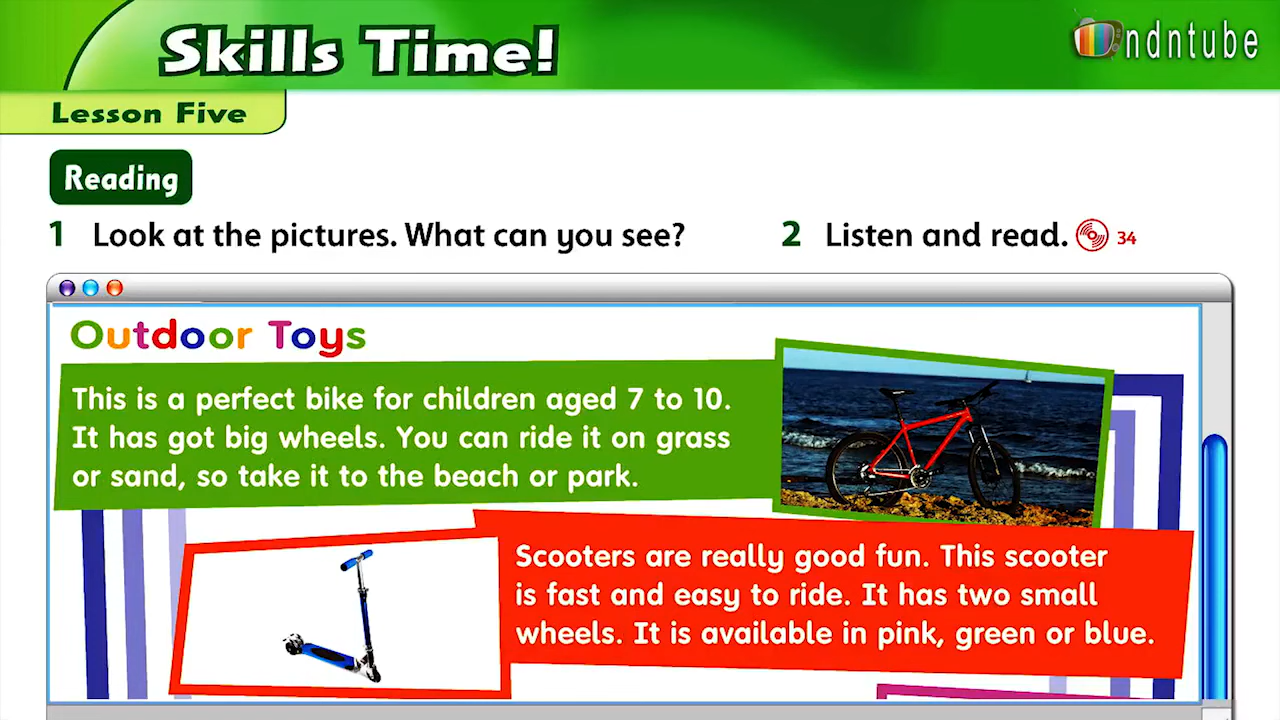 Skills Time!
ndntube
Lesson Five
Reading
1 Look at the pictures. What can you see?
2 Listen and read. 34
Outdoor Toys
This is a perfect bike for children aged 7 to 10.
It has got big wheels. You can ride it on grass
or sand, so take it to the beach or park.
Scooters are really good fun. This scooter
is fast and easy to ride. It has two small
wheels. It is available in pink, green or blue.